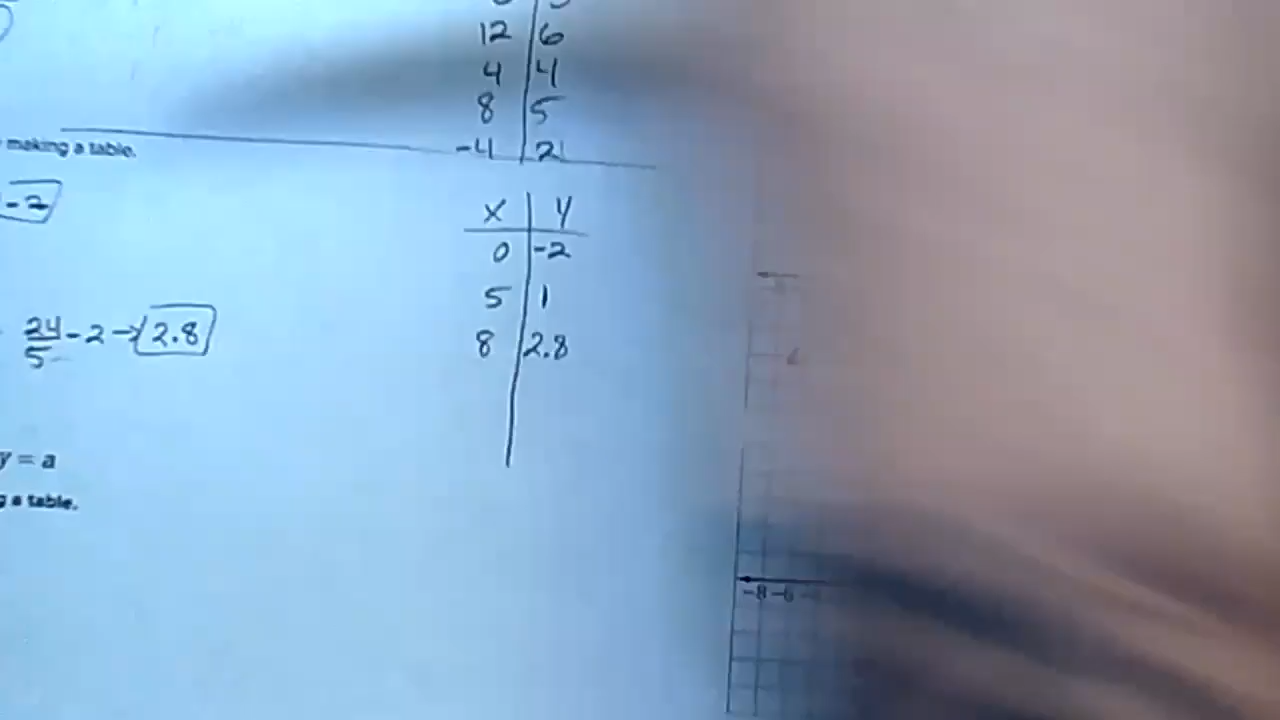 12 6
4 4
8 5
-4 2
making a table.
-2
x y
0 -2
5 1
8 2.8
24/5 - 2 → 2.8
y = a
a table.
-8 -6